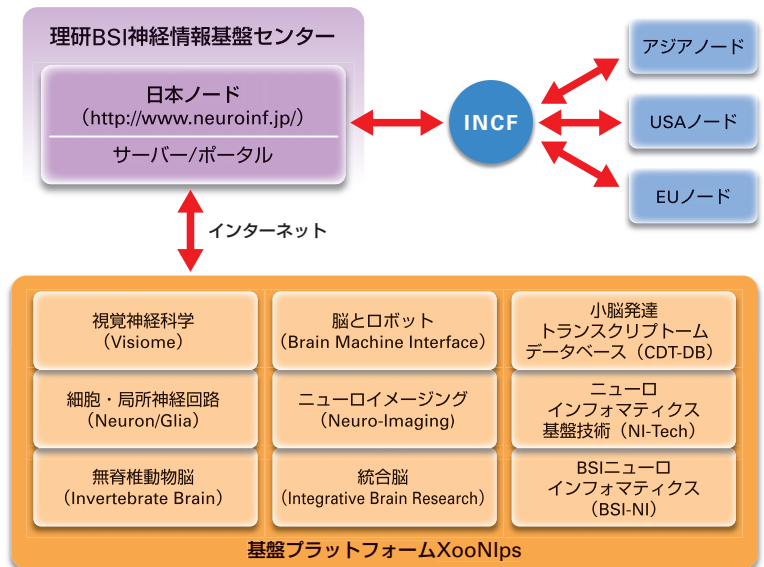 理研BSI神経情報基盤センター
日本ノード
（http://www.neuroinf.jp/）
サーバー/ポータル
INCF
アジアノード
USAノード
EUノード
インターネット
視覚神経科学
（Visiome）
脳とロボット
（Brain Machine Interface）
小脳発達
トランスクリプトーム
データベース（CDT-DB）
細胞・局所神経回路
（Neuron/Glia）
ニューロイメージング
（Neuro-Imaging）
ニューロ
インフォマティクス
基盤技術（NI-Tech）
無脊椎動物脳
（Invertebrate Brain）
統合脳
（Integrative Brain Research）
BSIニューロ
インフォマティクス
（BSI-NI）
基盤プラットフォームXooNIps